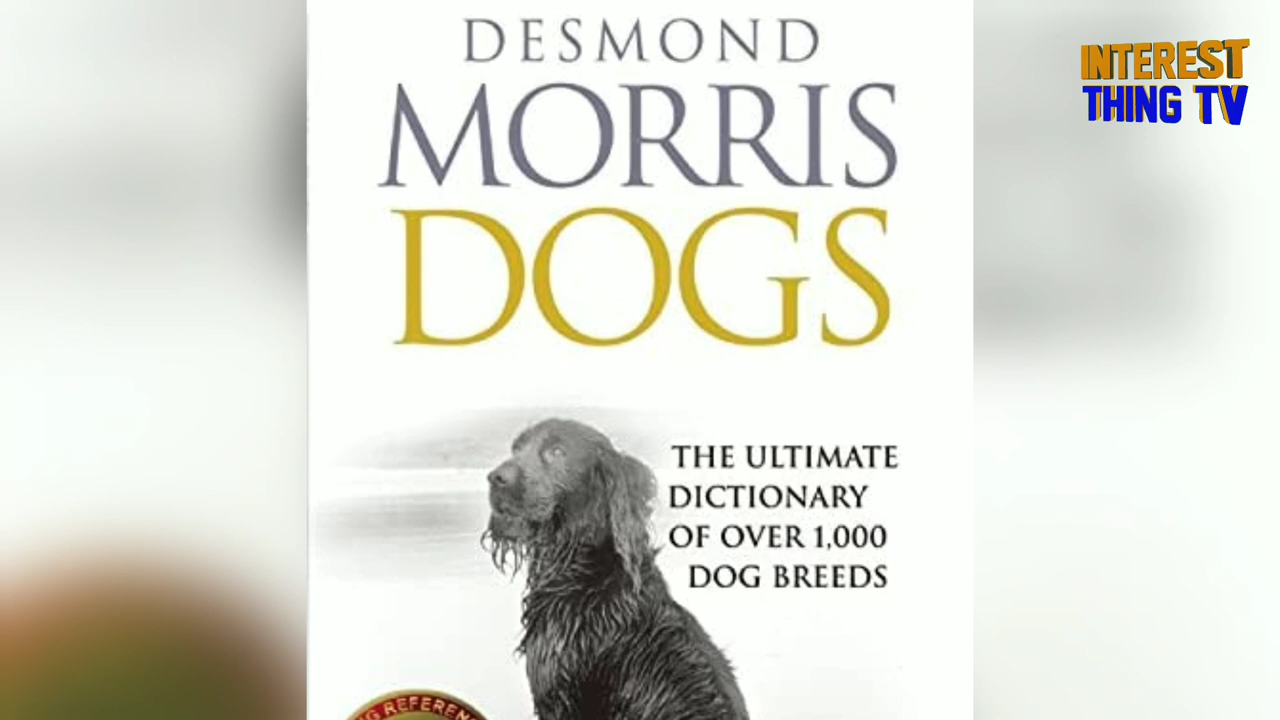 DESMOND
MORRIS
DOGS
THE ULTIMATE
DICTIONARY
OF OVER 1,000
DOG BREEDS
INTEREST
THING TV